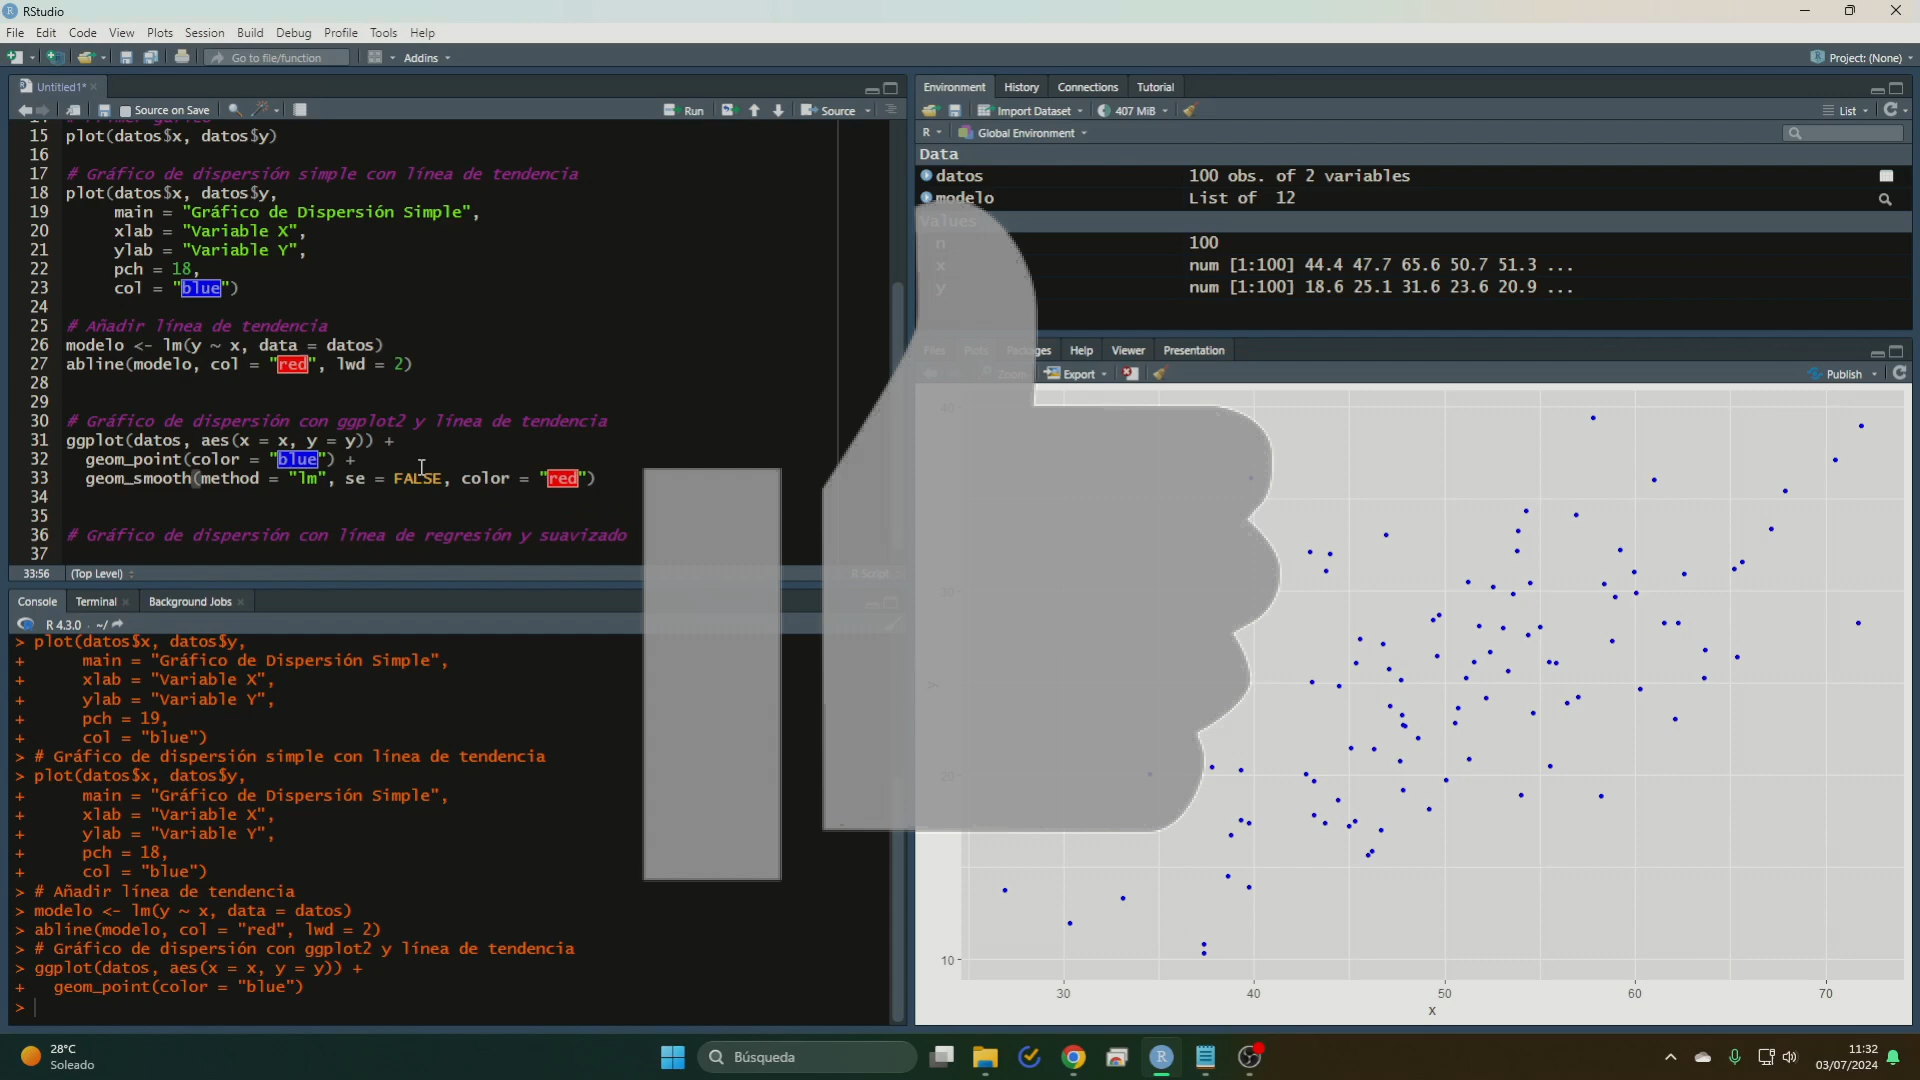 RStudio
File Edit Code View Plots Session Build Debug Profile Tools Help
Go to file/function Addins Project: (None)
Untitled1*
Source on Save Run Source
15 plot(datos$x, datos$y)
16
17 # Gráfico de dispersión simple con línea de tendencia
18 plot(datos$x, datos$y,
19 main = "Gráfico de Dispersión Simple",
20 xlab = "Variable X",
21 ylab = "Variable Y",
22 pch = 18,
23 col = "blue")
24
25 # Añadir línea de tendencia
26 modelo <- lm(y ~ x, data = datos)
27 abline(modelo, col = "red", lwd = 2)
28
29
30 # Gráfico de dispersión con ggplot2 y línea de tendencia
31 ggplot(datos, aes(x = x, y = y)) +
32 geom_point(color = "blue") +
33 geom_smooth(method = "lm", se = FALSE, color = "red")
34
35
36 # Gráfico de dispersión con línea de regresión y suavizado
37
33:56 (Top Level) R Script
Console Terminal Background Jobs
R 4.3.0 · ~/
> plot(datos$x, datos$y,
+ main = "Gráfico de Dispersión Simple",
+ xlab = "Variable X",
+ ylab = "Variable Y",
+ pch = 19,
+ col = "blue")
> # Gráfico de dispersión simple con línea de tendencia
> plot(datos$x, datos$y,
+ main = "Gráfico de Dispersión Simple",
+ xlab = "Variable X",
+ ylab = "Variable Y",
+ pch = 18,
+ col = "blue")
> # Añadir línea de tendencia
> modelo <- lm(y ~ x, data = datos)
> abline(modelo, col = "red", lwd = 2)
> # Gráfico de dispersión con ggplot2 y línea de tendencia
> ggplot(datos, aes(x = x, y = y)) +
+ geom_point(color = "blue")
>
Environment History Connections Tutorial
Import Dataset 407 MiB List
R Global Environment
Data
datos 100 obs. of 2 variables
modelo List of 12
Values
n 100
x num [1:100] 44.4 47.7 65.6 50.7 51.3 ...
y num [1:100] 18.6 25.1 31.6 23.6 20.9 ...
Files Plots Packages Help Viewer Presentation
Zoom Export Publish
40
30
y
20
10
30 40 50 60 70
x
28°C
Soleado
Búsqueda
11:32
03/07/2024